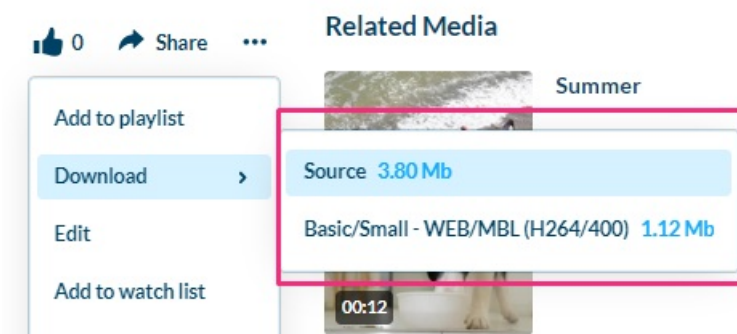 Related Media
0 Share ...
Summer
Add to playlist
Download >
Source 3.80 Mb
Edit
Basic/Small - WEB/MBL (H264/400) 1.12 Mb
Add to watch list
00:12